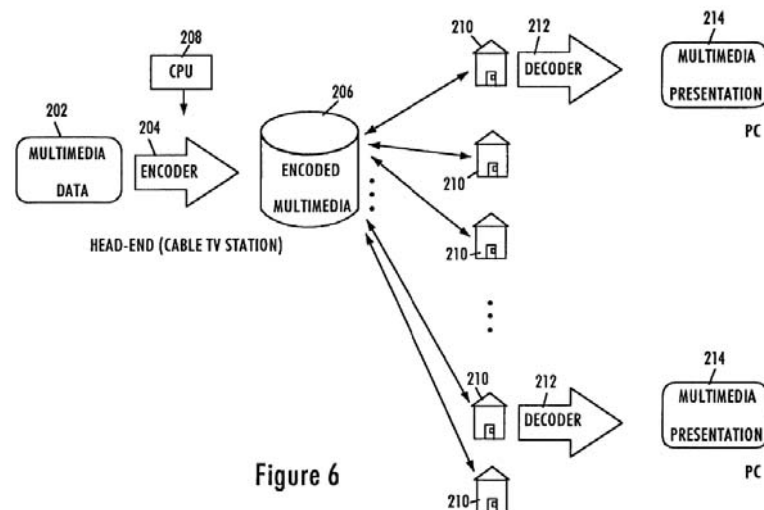 208
CPU
202
MULTIMEDIA
DATA
204
ENCODER
206
ENCODED
MULTIMEDIA
HEAD-END (CABLE TV STATION)
210
212
DECODER
214
MULTIMEDIA
PRESENTATION
PC
210
210
210
212
DECODER
214
MULTIMEDIA
PRESENTATION
PC
210
Figure 6